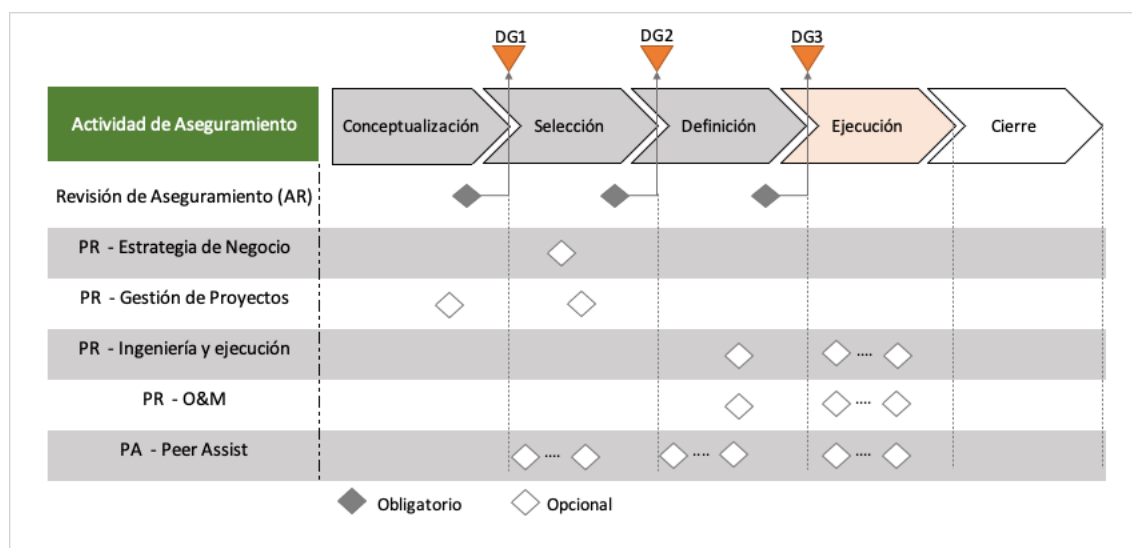 DG1
DG2
DG3
Actividad de Aseguramiento
Conceptualización
Selección
Definición
Ejecución
Cierre
Revisión de Aseguramiento (AR)
PR - Estrategia de Negocio
PR - Gestión de Proyectos
PR - Ingeniería y ejecución
....
PR - O&M
....
PA - Peer Assist
....
....
....
Obligatorio
Opcional